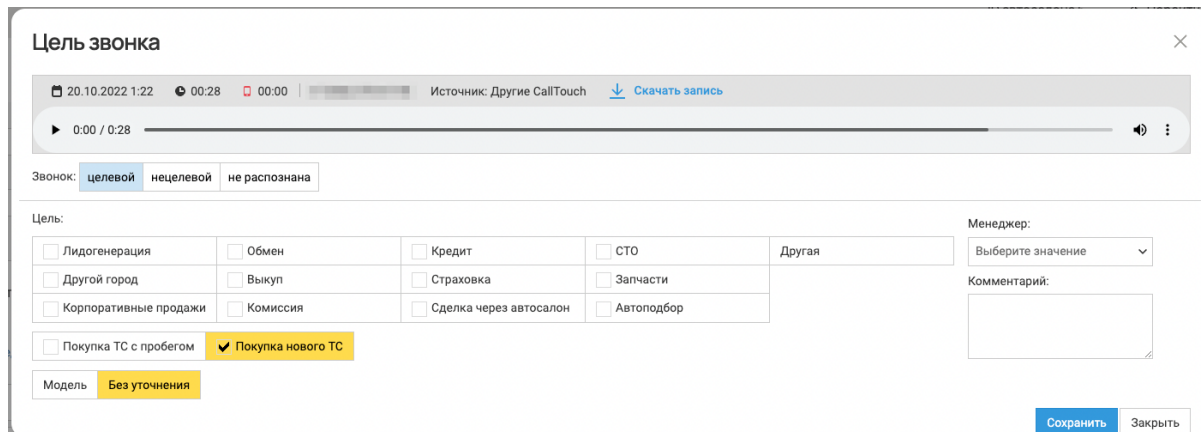 Цель звонка
20.10.2022 1:22 00:28 00:00 Источник: Другие CallTouch Скачать запись
0:00 / 0:28
Звонок: целевой нецелевой не распознана
Цель:
Менеджер:
Лидогенерация Обмен Кредит СТО Другая
Выберите значение
Другой город Выкуп Страховка Запчасти
Комментарий:
Корпоративные продажи Комиссия Сделка через автосалон Автоподбор
Покупка ТС с пробегом Покупка нового ТС
Модель Без уточнения
Сохранить Закрыть